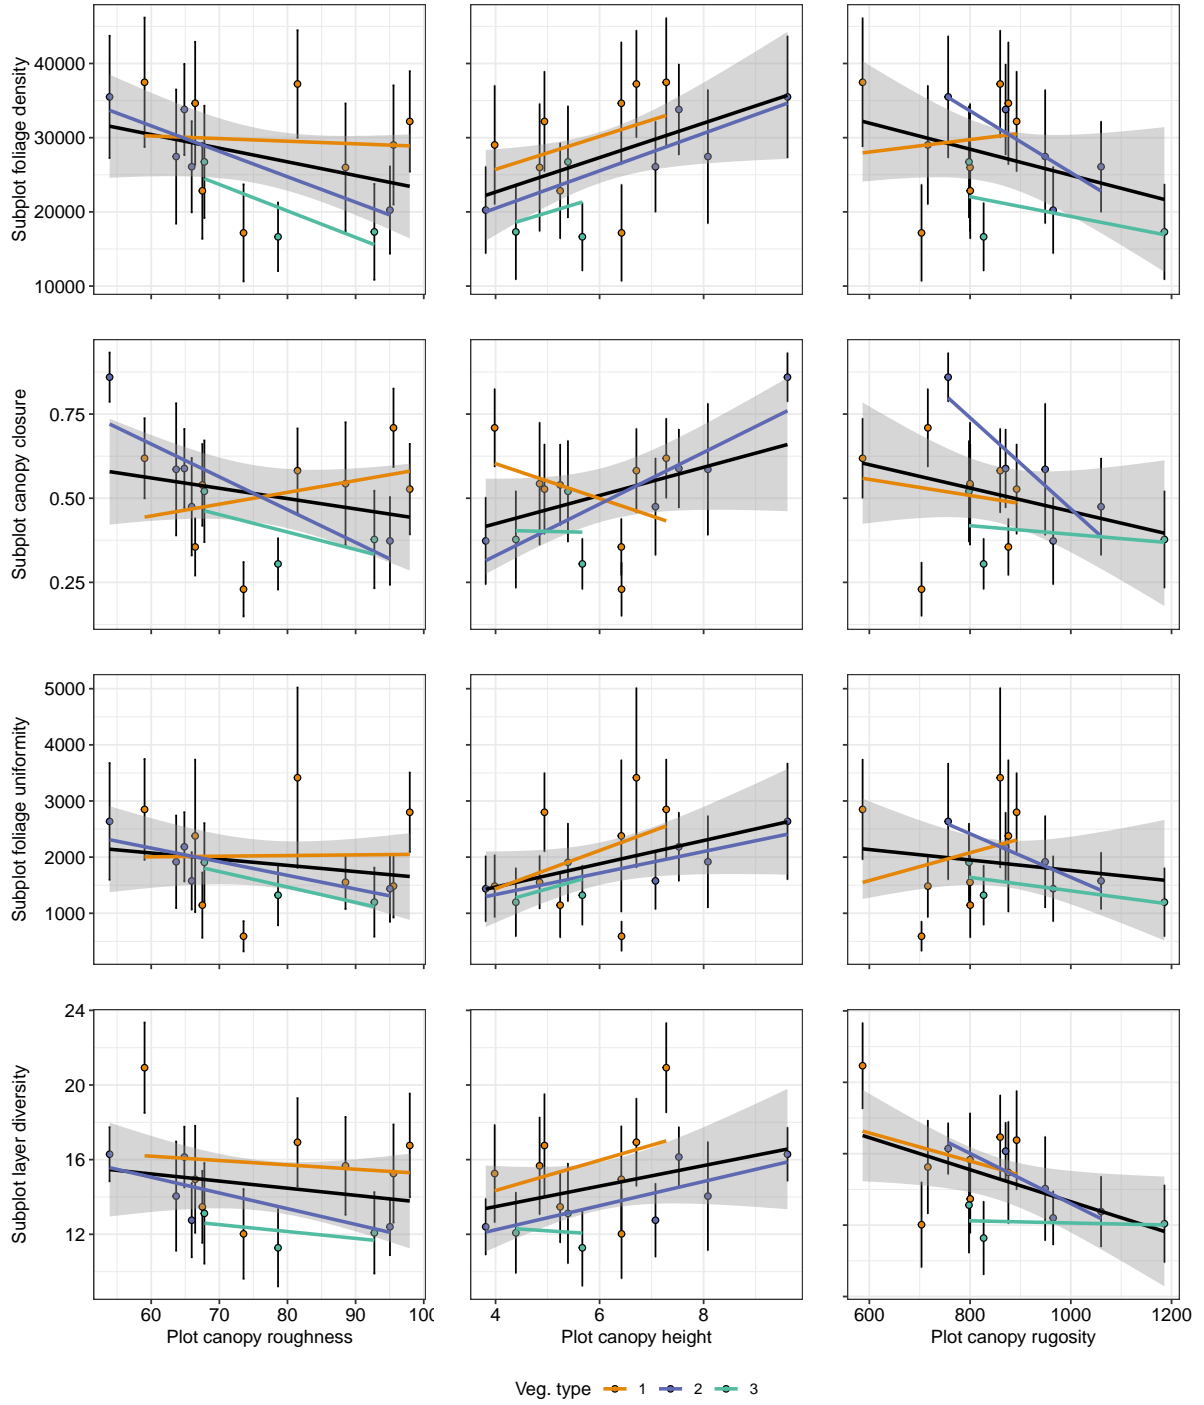 Subplot foliage density
40000
30000
20000
10000
Subplot canopy closure
0.75
0.50
0.25
Subplot foliage uniformity
5000
4000
3000
2000
1000
Subplot layer diversity
24
20
16
12
60 70 80 90 100
4 6 8
600 800 1000 1200
Plot canopy roughness
Plot canopy height
Plot canopy rugosity
Veg. type 1 2 3